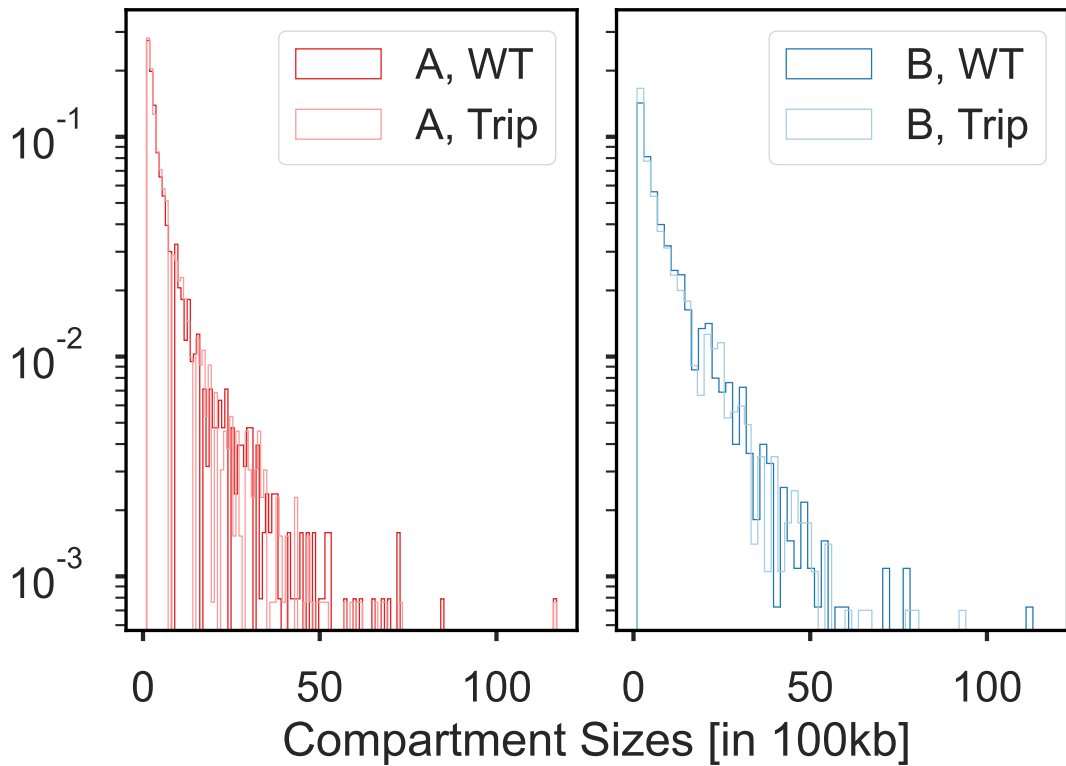 A, WT
A, Trip
B, WT
B, Trip
10^-1
10^-2
10^-3
0 50 100
0 50 100
Compartment Sizes [in 100kb]